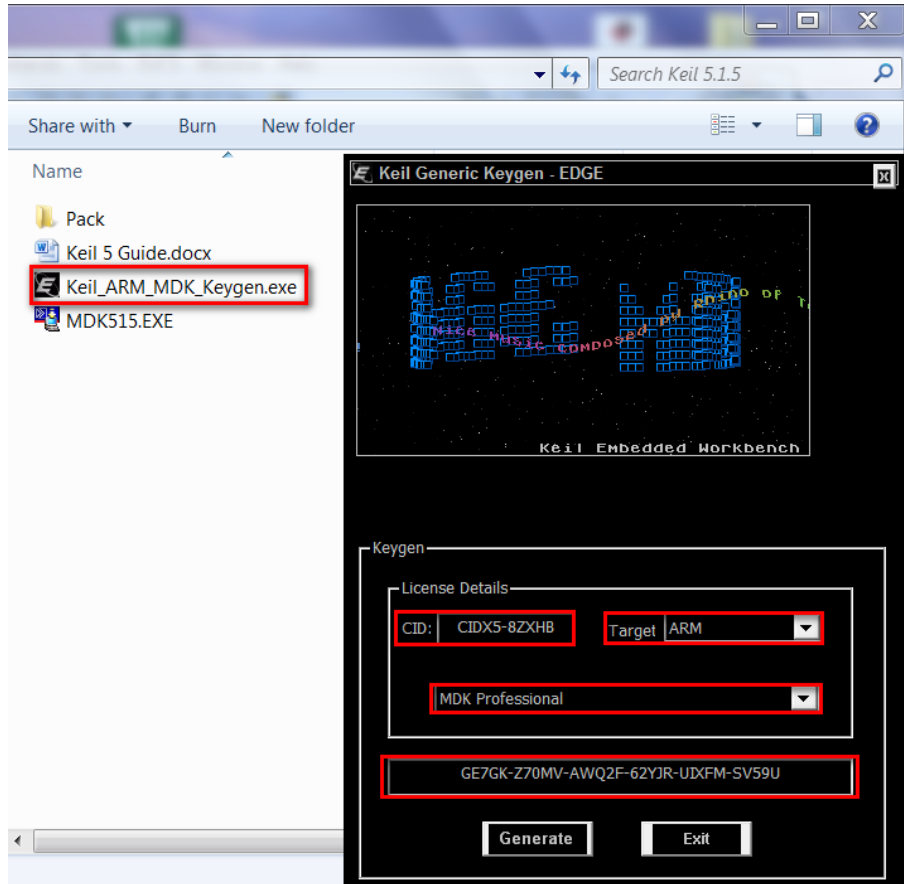 Search Keil 5.1.5
Share with
Burn
New folder
Name
Pack
Keil 5 Guide.docx
Keil_ARM_MDK_Keygen.exe
MDK515.EXE
Keil Generic Keygen - EDGE
Nice music composed by
Keil Embedded Workbench
Keygen
License Details
CID: CIDX5-8ZXHB
Target ARM
MDK Professional
GE7GK-Z70MV-AWQ2F-62YJR-UIXFM-SV59U
Generate
Exit